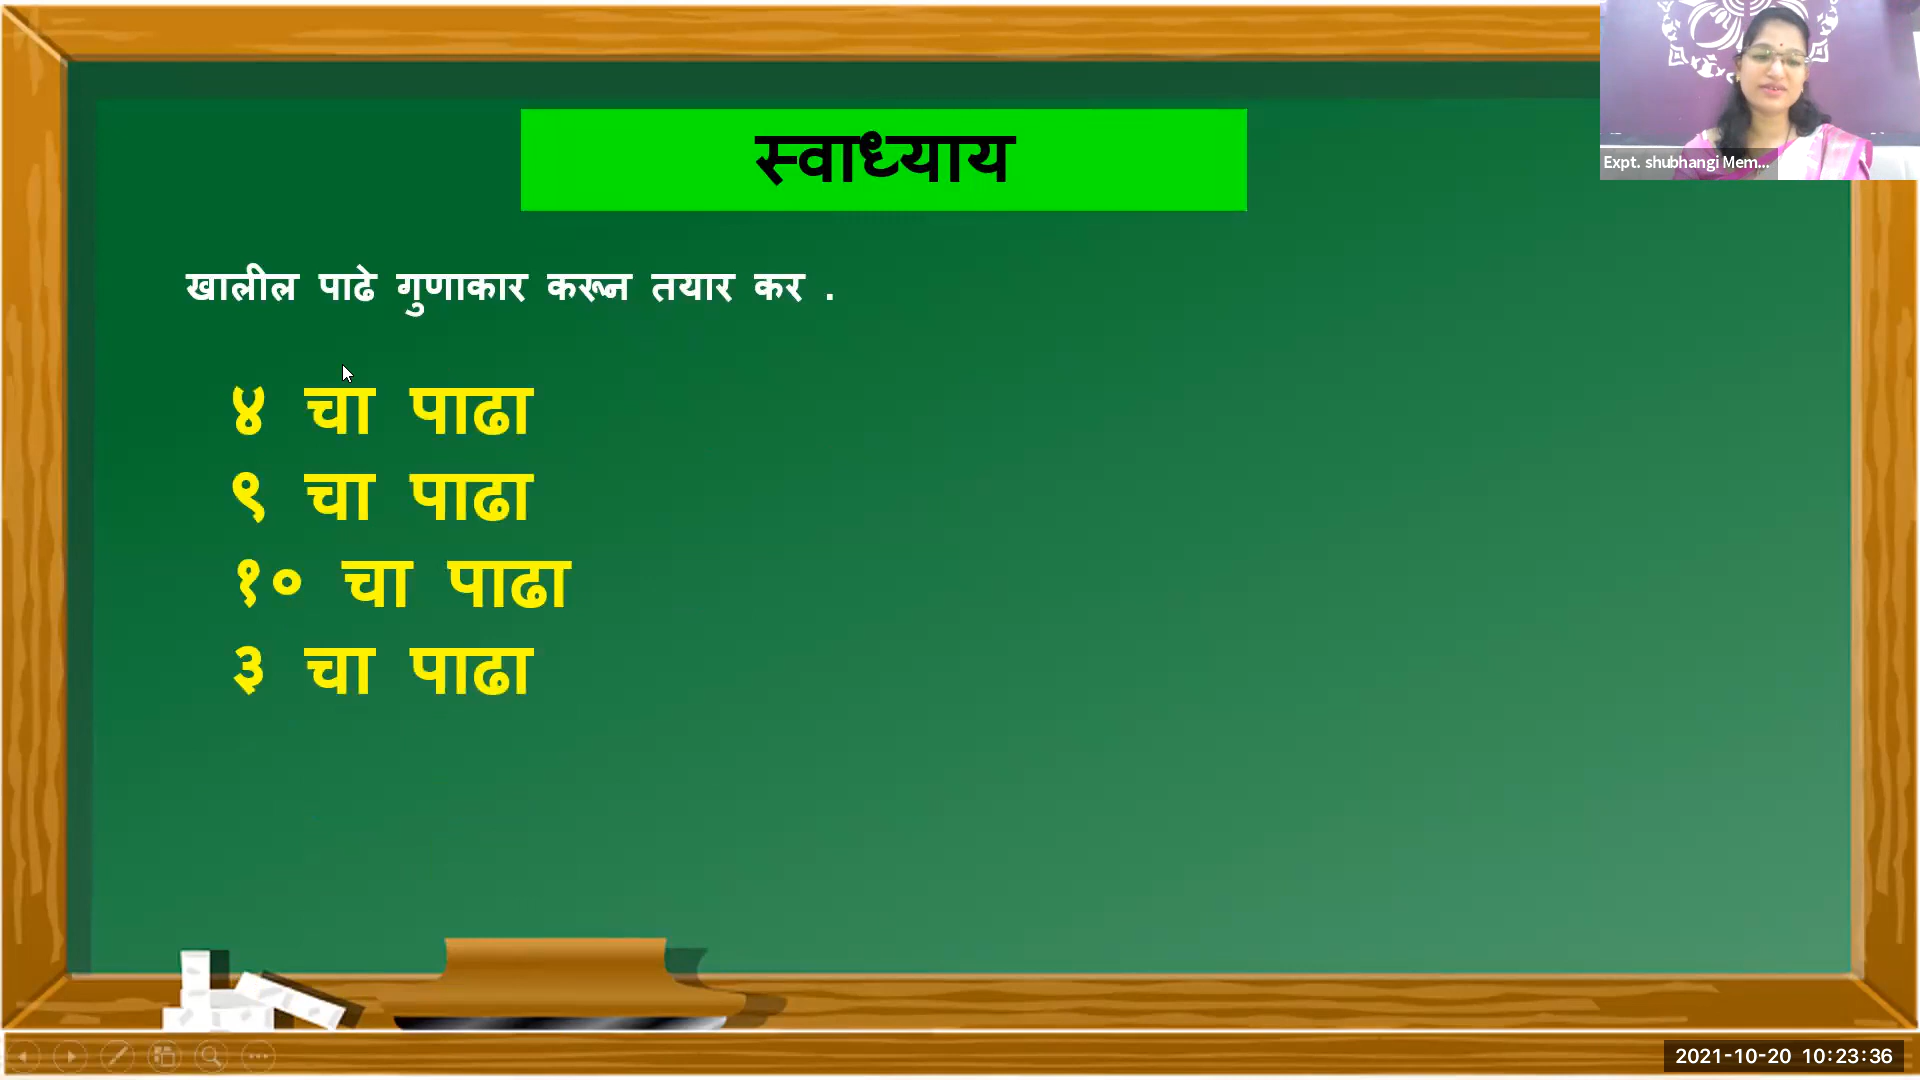 स्वाध्याय
Expt. shubhangi Mem...
खालील पाढे गुणाकार करून तयार कर .
४ चा पाढा
९ चा पाढा
१० चा पाढा
३ चा पाढा
2021-10-20 10:23:36